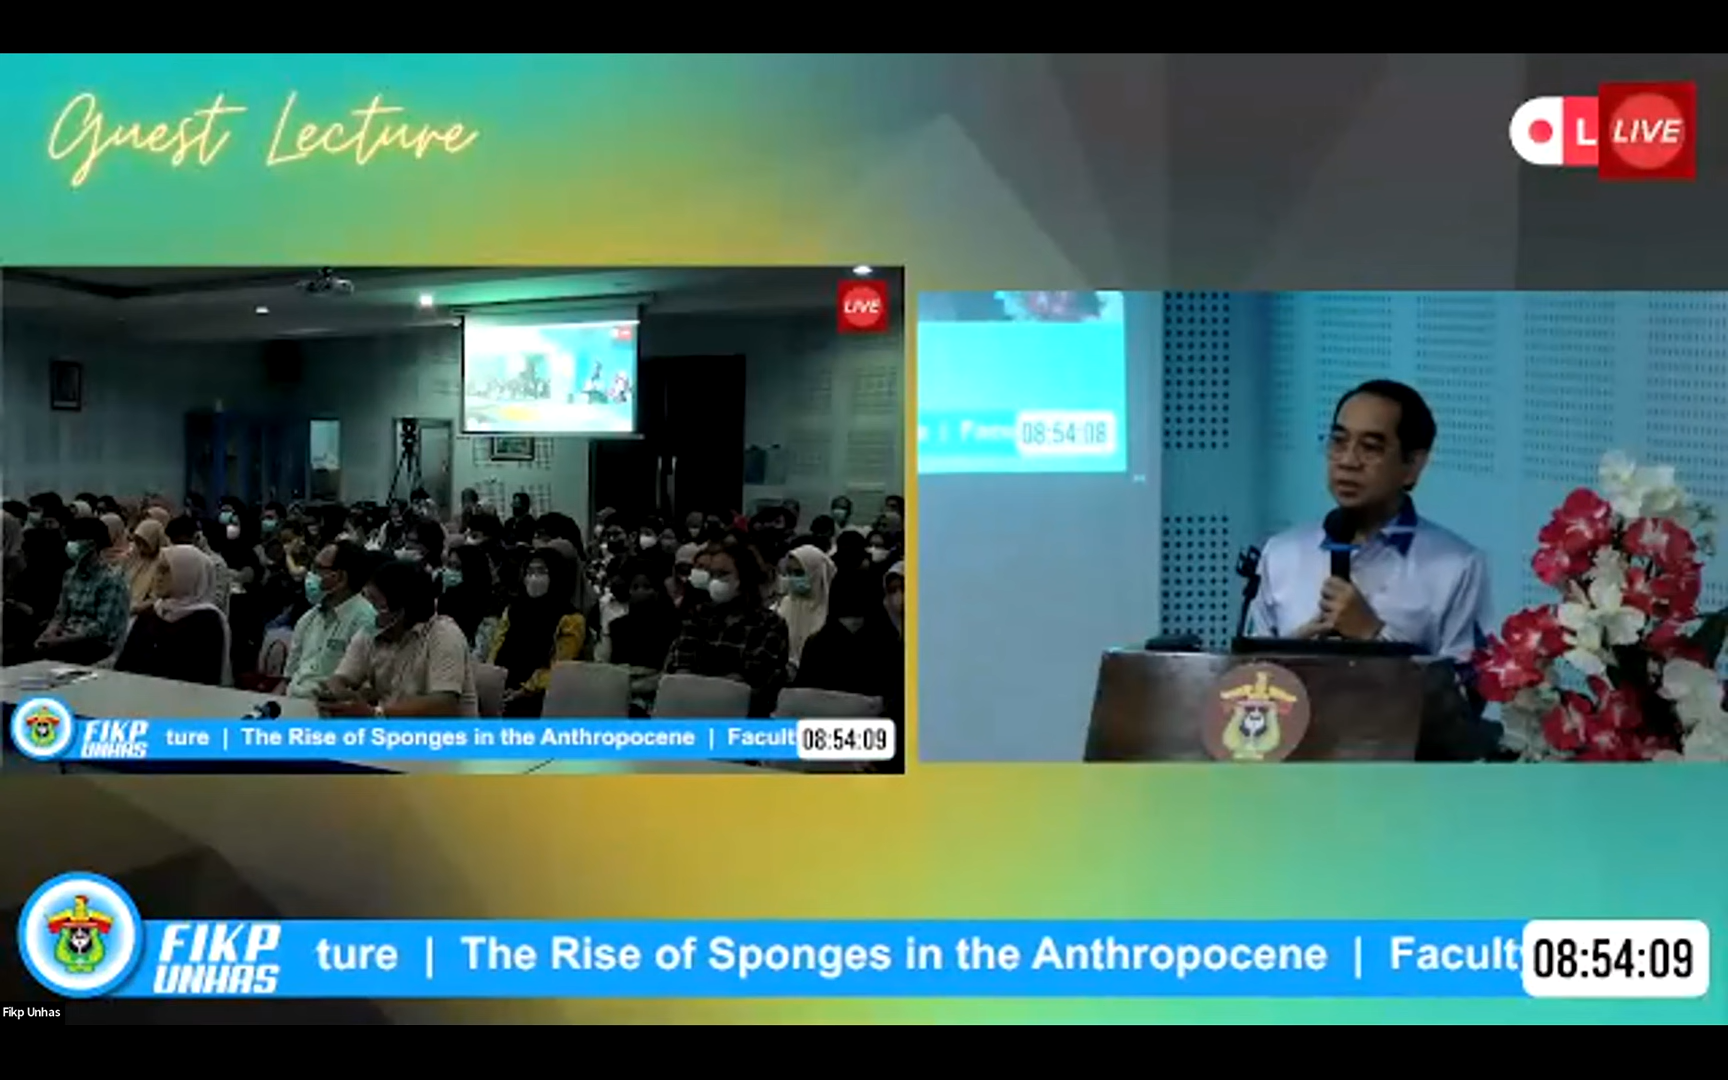 Guest Lecture
L
LIVE
LIVE
08:54:08
FIKP
UNHAS
ture | The Rise of Sponges in the Anthropocene | Facult
08:54:09
FIKP
UNHAS
ture | The Rise of Sponges in the Anthropocene | Facult
08:54:09
Fikp Unhas